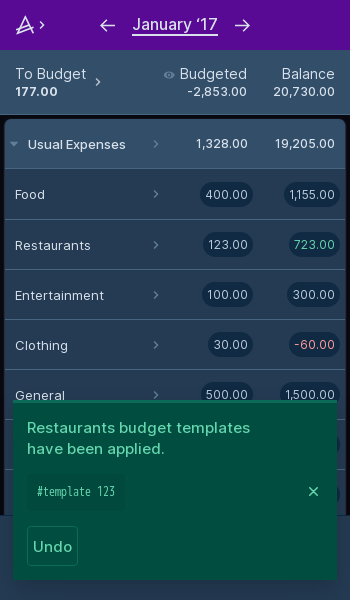 January ‘17
To Budget
177.00
Budgeted
-2,853.00
Balance
20,730.00
Usual Expenses 1,328.00 19,205.00
Food 400.00 1,155.00
Restaurants 123.00 723.00
Entertainment 100.00 300.00
Clothing 30.00 -60.00
General 500.00 1,500.00
Restaurants budget templates
have been applied.
#template 123
Undo